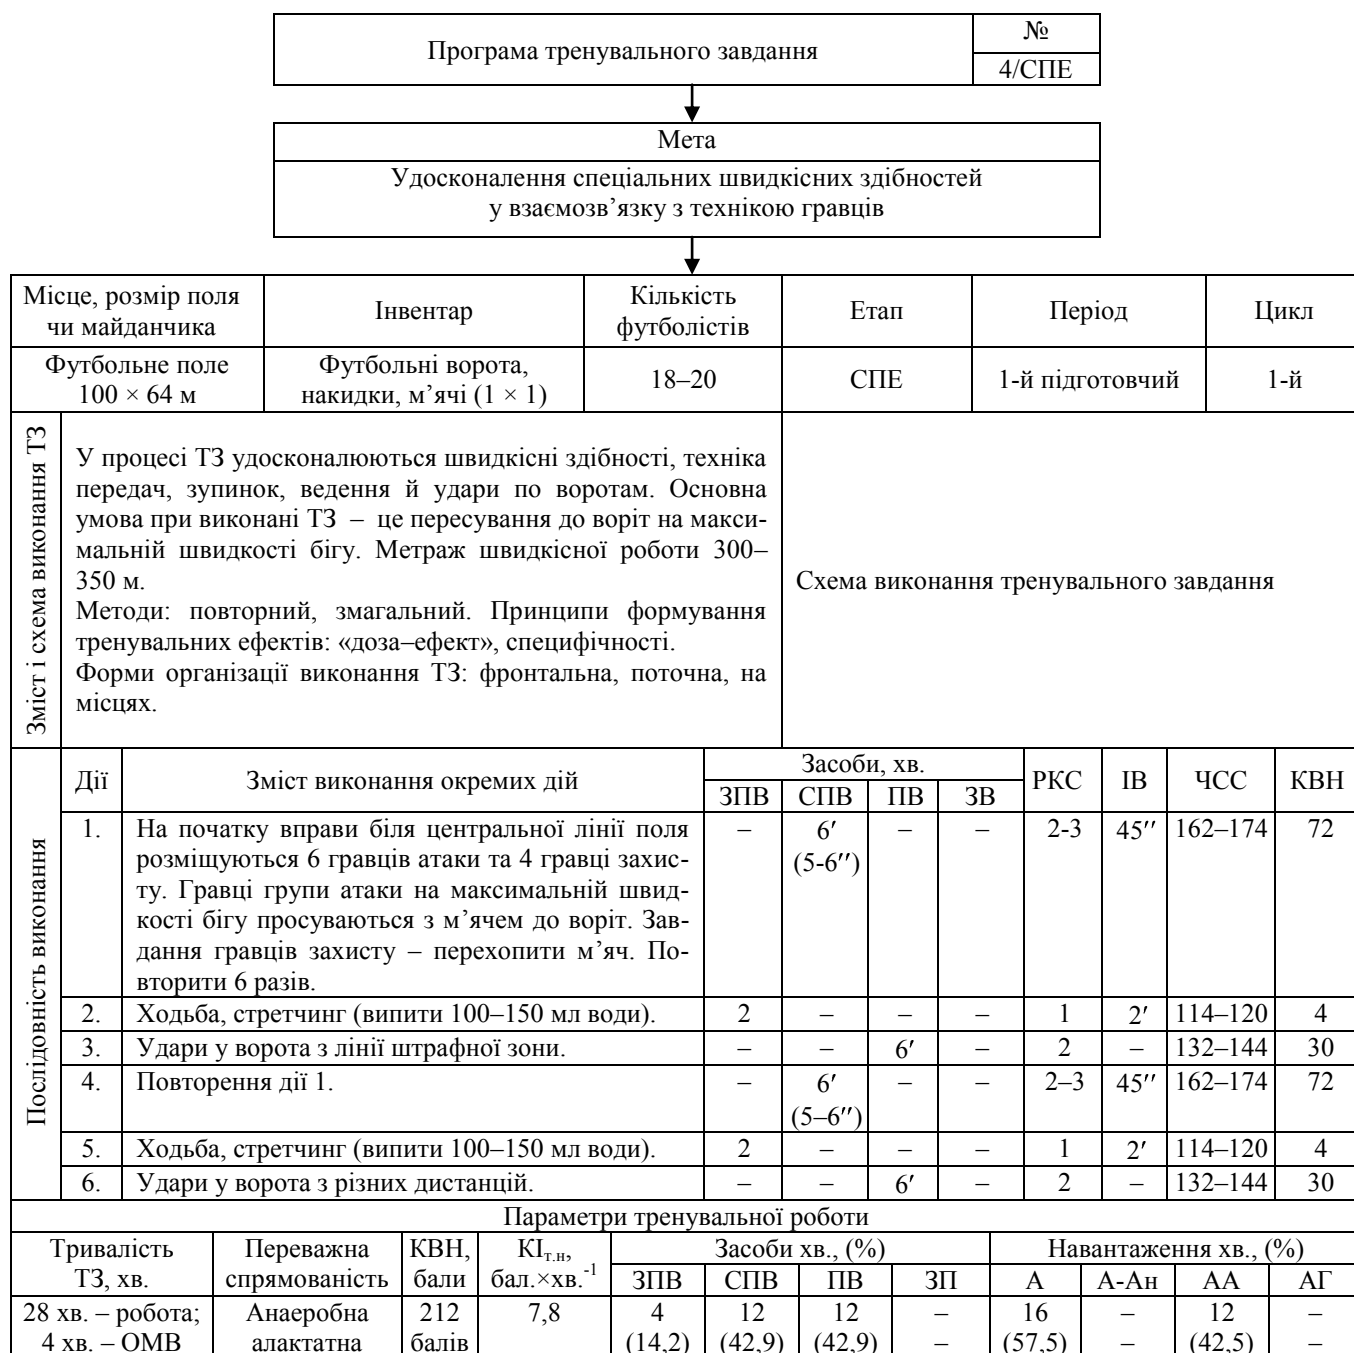 Програма тренувального завдання
№
4/СПЕ
Мета
Удосконалення спеціальних швидкісних здібностей
у взаємозв’язку з технікою гравців
Місце, розмір поля
чи майданчика
Інвентар
Кількість
футболістів
Етап
Період
Цикл
Футбольне поле
100 × 64 м
Футбольні ворота,
накидки, м’ячі (1 × 1)
18–20
СПЕ
1-й підготовчий
1-й
Зміст і схема виконання ТЗ
У процесі ТЗ удосконалюються швидкісні здібності, техніка
передач, зупинок, ведення й удари по воротам. Основна
умова при виконані ТЗ – це пересування до воріт на макси-
мальній швидкості бігу. Метраж швидкісної роботи 300–
350 м.
Методи: повторний, змагальний. Принципи формування
тренувальних ефектів: «доза–ефект», специфічності.
Форми організації виконання ТЗ: фронтальна, поточна, на
місцях.
Схема виконання тренувального завдання
Послідовність виконання
Дії
Зміст виконання окремих дій
Засоби, хв.
РКС
ІВ
ЧСС
КВН
ЗПВ СПВ ПВ ЗВ
1. На початку вправи біля центральної лінії поля – 6′ – – 2-3 45′′ 162–174 72
розміщуються 6 гравців атаки та 4 гравці захис- (5-6′′)
ту. Гравці групи атаки на максимальній швид-
кості бігу просуваються з м’ячем до воріт. Зав-
дання гравців захисту – перехопити м’яч. По-
вторити 6 разів.
2. Ходьба, стретчинг (випити 100–150 мл води). 2 – – – 1 2′ 114–120 4
3. Удари у ворота з лінії штрафної зони. – – 6′ – 2 – 132–144 30
4. Повторення дії 1. – 6′ – – 2–3 45′′ 162–174 72
(5–6′′)
5. Ходьба, стретчинг (випити 100–150 мл води). 2 – – – 1 2′ 114–120 4
6. Удари у ворота з різних дистанцій. – – 6′ – 2 – 132–144 30
Параметри тренувальної роботи
Тривалість
ТЗ, хв.
Переважна
спрямованість
КВН,
бали
КІт.н,
бал.×хв.-1
Засоби хв., (%)
Навантаження хв., (%)
ЗПВ СПВ ПВ ЗП А А-Ан АА АГ
28 хв. – робота; Анаеробна 212 7,8 4 12 12 – 16 – 12 –
4 хв. – ОМВ алактатна балів (14,2) (42,9) (42,9) – (57,5) – (42,5) –